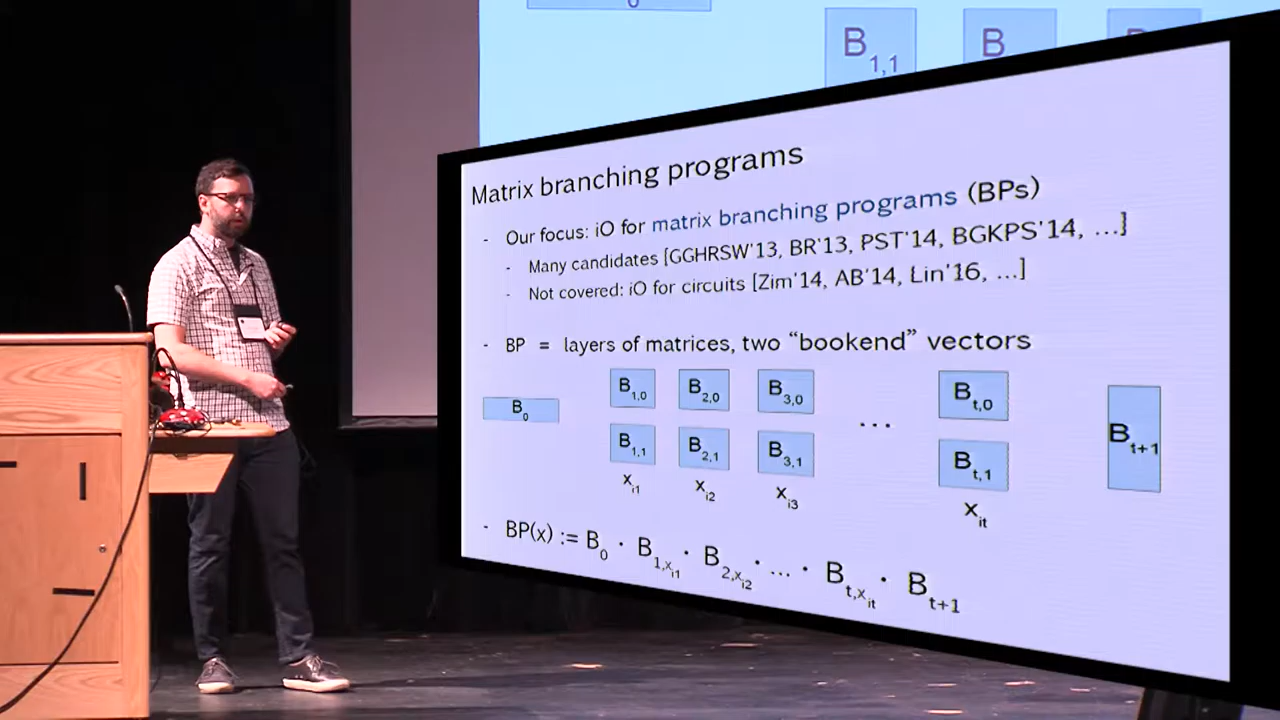 B1,1 B
Matrix branching programs
- Our focus: iO for matrix branching programs (BPs)
- Many candidates [GGHRSW'13, BR'13, PST'14, BGKPS'14, ...]
- Not covered: iO for circuits [Zim'14, AB'14, Lin'16, ...]
- BP = layers of matrices, two “bookend” vectors
B1,0 B2,0 B3,0 Bt,0
B0 ... Bt+1
B1,1 B2,1 B3,1 Bt,1
xi1 xi2 xi3 xit
- BP(x) := B0 · B1,xi1 · B2,xi2 · ... · Bt,xit · Bt+1